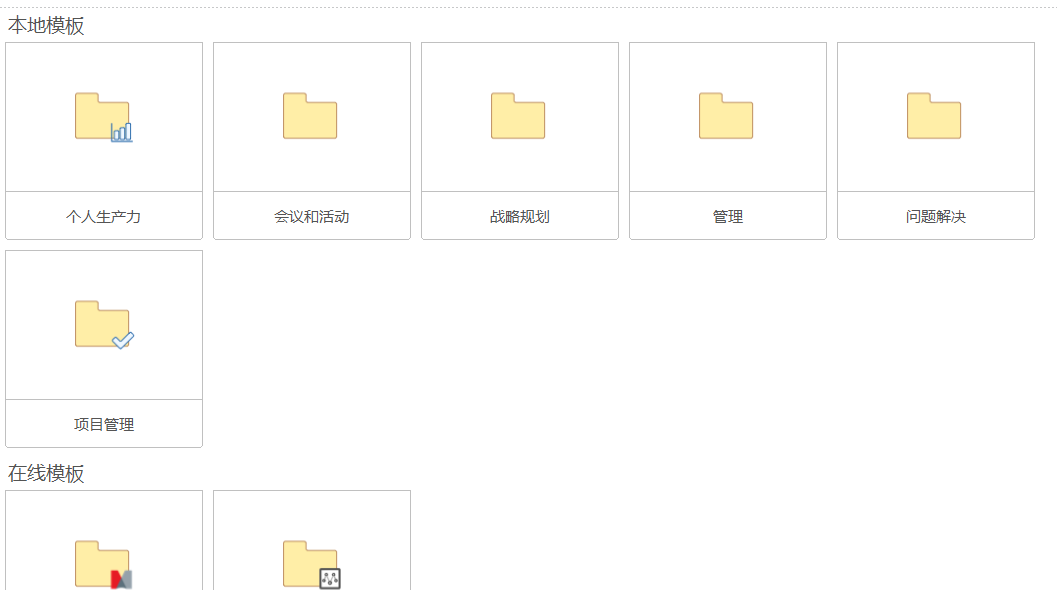 本地模板
个人生产力
会议和活动
战略规划
管理
问题解决
项目管理
在线模板